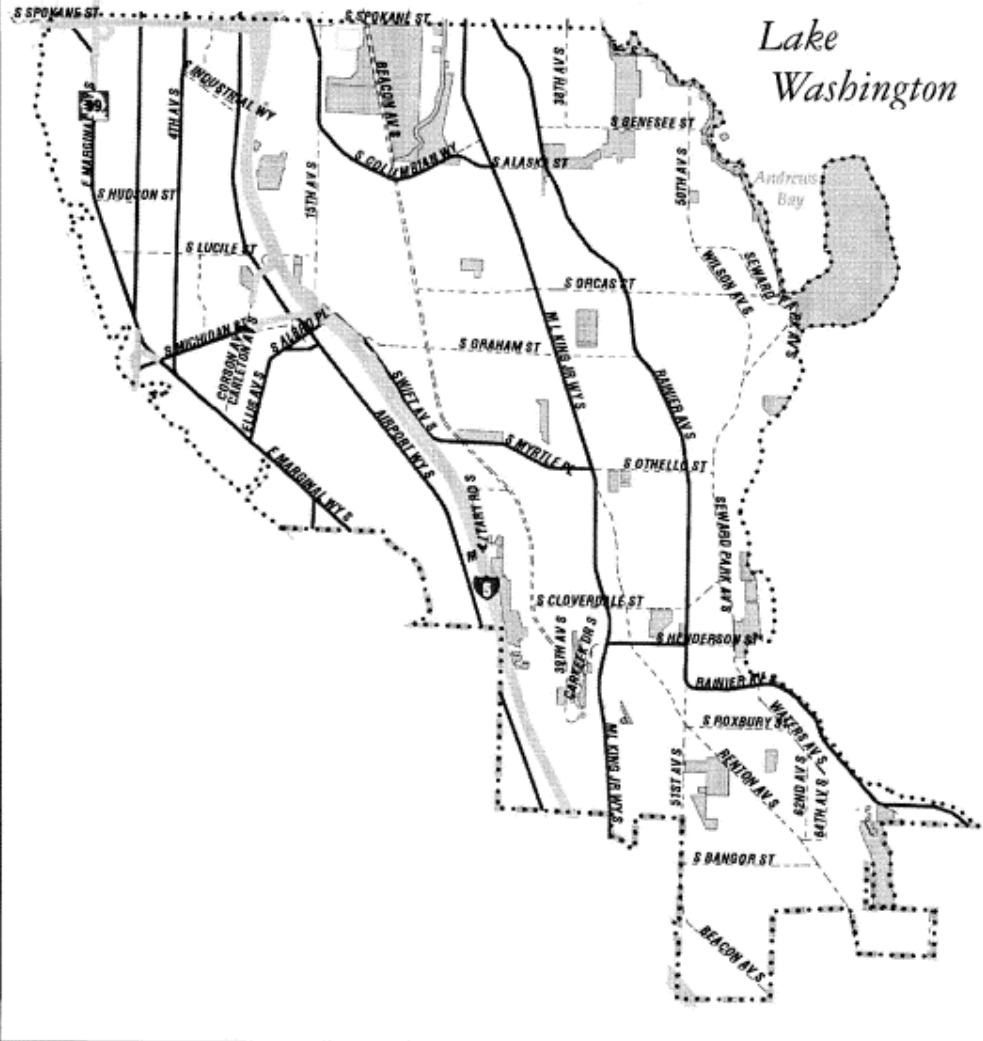 S SPOKANE ST
S SPOKANE ST
Lake
Washington
S INDUSTRIAL WY
BEACON AV S
38TH AV S
99
E MARGINAL WY S
4TH AV S
S GENESEE ST
S COLUMBIAN WY
S ALASKA ST
Andrews
Bay
S HUDSON ST
15TH AV S
50TH AV S
S LUCILE ST
WILSON AV S
SEWARD
PK AV S
S ORCAS ST
M L KING JR WY S
S MICHIGAN ST
S ALBRO PL
S GRAHAM ST
CORSON AV S
CARLETON AV S
ELLIS AV S
SWIFT AV S
RAINIER AV S
AIRPORT WY S
S MYRTLE PL
S OTHELLO ST
E MARGINAL WY S
SEWARD PARK AV S
5
S CLOVERDALE ST
39TH AV S
CARKEEK DR S
S HENDERSON ST
RAINIER AV S
ML KING JR WY S
S ROXBURY ST
WATERS AV S
51ST AV S
RENTON AV S
62ND AV S
64TH AV S
S BANGOR ST
BEACON AV S